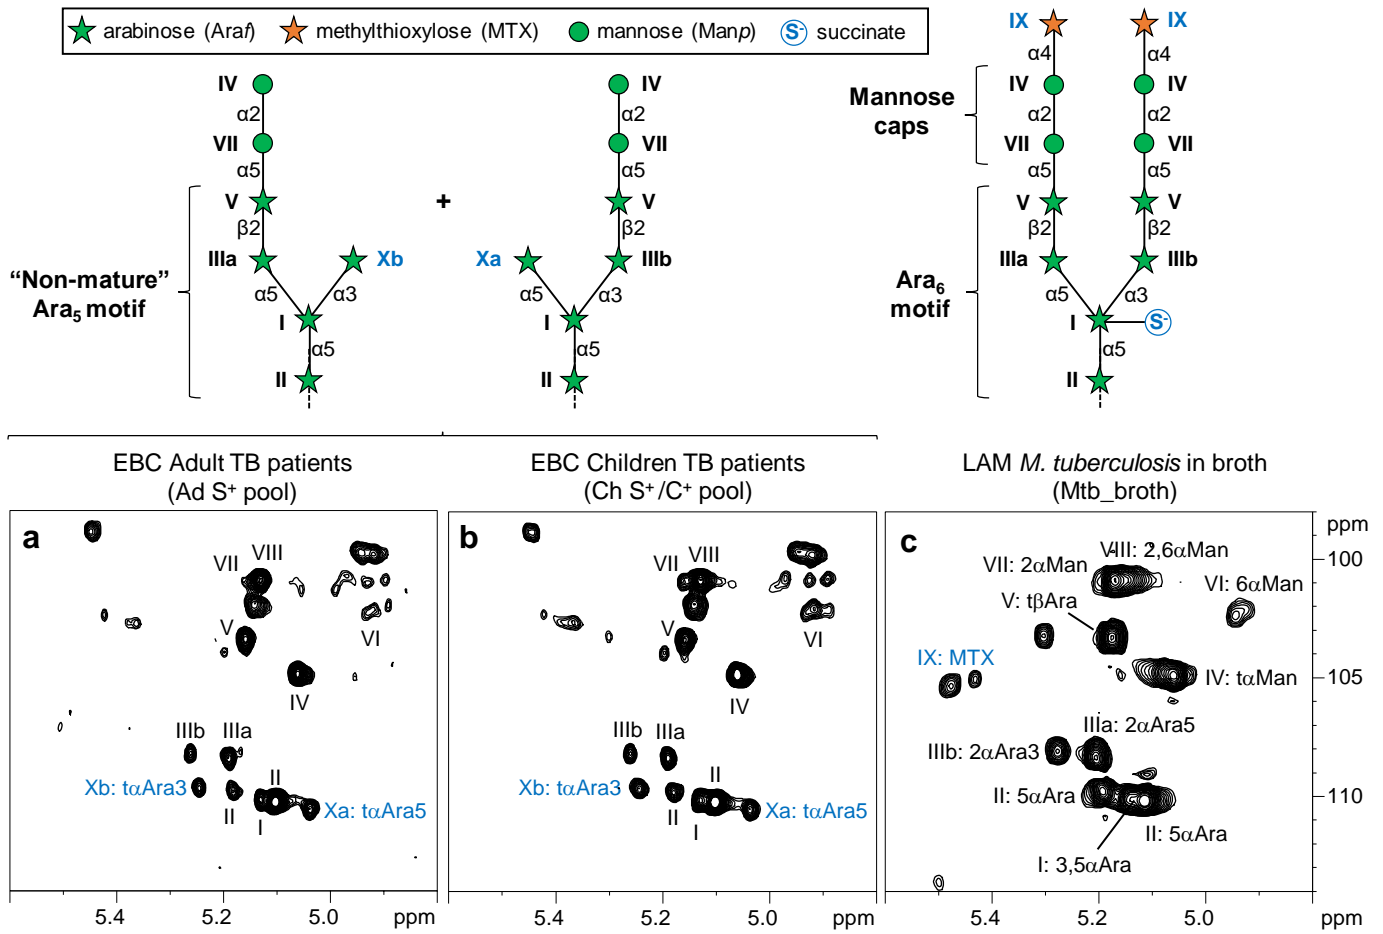 arabinose (Araf) methylthioxylose (MTX) mannose (Manp) S- succinate
IV
α2
VII
α5
V
β2
IIIa
Xb
α5
α3
I
α5
II
"Non-mature"
Ara5 motif
+
IV
α2
VII
α5
V
β2
Xa
IIIb
α5
α3
I
α5
II
IX
IX
α4
α4
Mannose
caps
IV
IV
α2
α2
VII
VII
α5
α5
V
V
β2
β2
IIIa
IIIb
Ara6
motif
α5
α3
I
S-
α5
II
EBC Adult TB patients
(Ad S+ pool)
EBC Children TB patients
(Ch S+/C+ pool)
LAM M. tuberculosis in broth
(Mtb_broth)
a
VII
VIII
V
VI
IV
IIIb
IIIa
Xb: tαAra3
II
Xa: tαAra5
II
I
5.4
5.2
5.0
ppm
b
VII
VIII
V
VI
IV
IIIb
IIIa
Xb: tαAra3
II
Xa: tαAra5
II
I
5.4
5.2
5.0
ppm
c
VIII: 2,6αMan
VII: 2αMan
VI: 6αMan
V: tβAra
IX: MTX
IV: tαMan
IIIa: 2αAra5
IIIb: 2αAra3
II: 5αAra
II: 5αAra
I: 3,5αAra
ppm
100
105
110
5.4
5.2
5.0
ppm